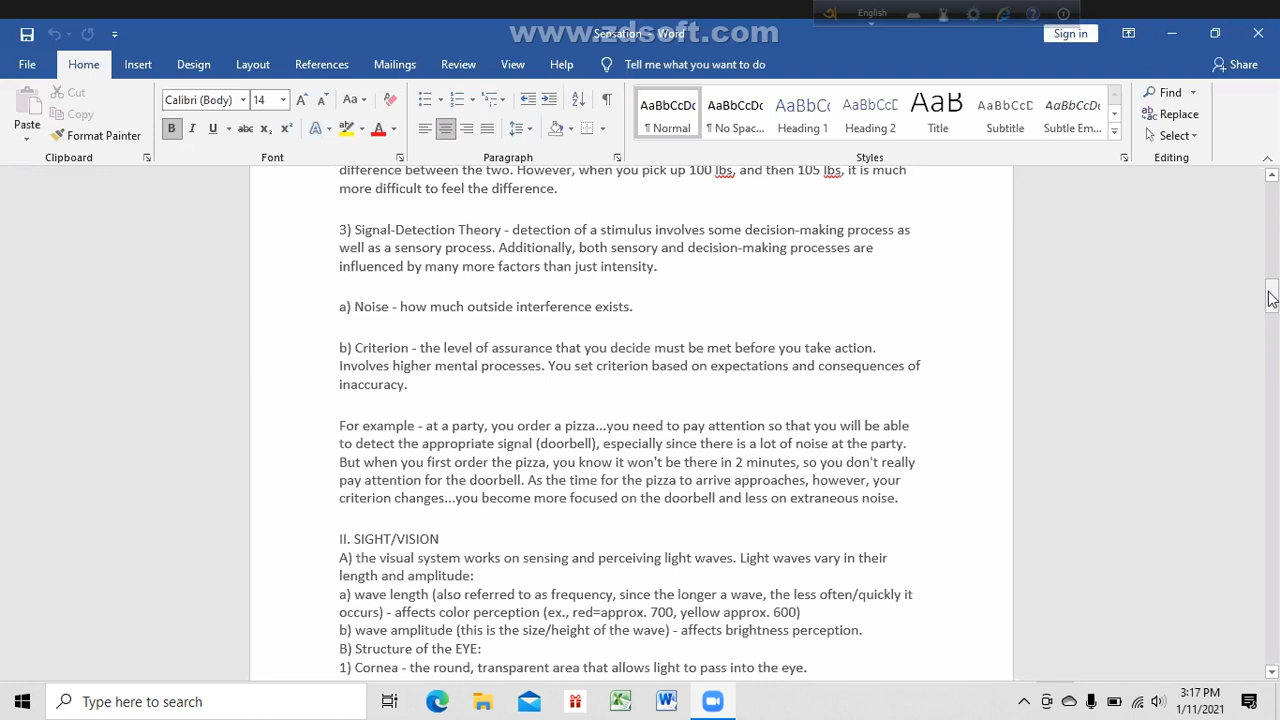 English
www.zdsoft.com
Sensation - Word
Sign in
File Home Insert Design Layout References Mailings Review View Help Tell me what you want to do Share
Paste
Cut
Copy
Format Painter
Clipboard
Calibri (Body) 14
Font
Paragraph
AaBbCcDc ¶ Normal
AaBbCcDc ¶ No Spac...
AaBbCc Heading 1
AaBbCcC Heading 2
AaB Title
AaBbCcD Subtitle
AaBbCcDc Subtle Em...
Styles
Find
Replace
Select
Editing
difference between the two. However, when you pick up 100 lbs, and then 105 lbs, it is much
more difficult to feel the difference.
3) Signal-Detection Theory - detection of a stimulus involves some decision-making process as
well as a sensory process. Additionally, both sensory and decision-making processes are
influenced by many more factors than just intensity.
a) Noise - how much outside interference exists.
b) Criterion - the level of assurance that you decide must be met before you take action.
Involves higher mental processes. You set criterion based on expectations and consequences of
inaccuracy.
For example - at a party, you order a pizza...you need to pay attention so that you will be able
to detect the appropriate signal (doorbell), especially since there is a lot of noise at the party.
But when you first order the pizza, you know it won't be there in 2 minutes, so you don't really
pay attention for the doorbell. As the time for the pizza to arrive approaches, however, your
criterion changes...you become more focused on the doorbell and less on extraneous noise.
II. SIGHT/VISION
A) the visual system works on sensing and perceiving light waves. Light waves vary in their
length and amplitude:
a) wave length (also referred to as frequency, since the longer a wave, the less often/quickly it
occurs) - affects color perception (ex., red=approx. 700, yellow approx. 600)
b) wave amplitude (this is the size/height of the wave) - affects brightness perception.
B) Structure of the EYE:
1) Cornea - the round, transparent area that allows light to pass into the eye.
Type here to search
3:17 PM
1/11/2021